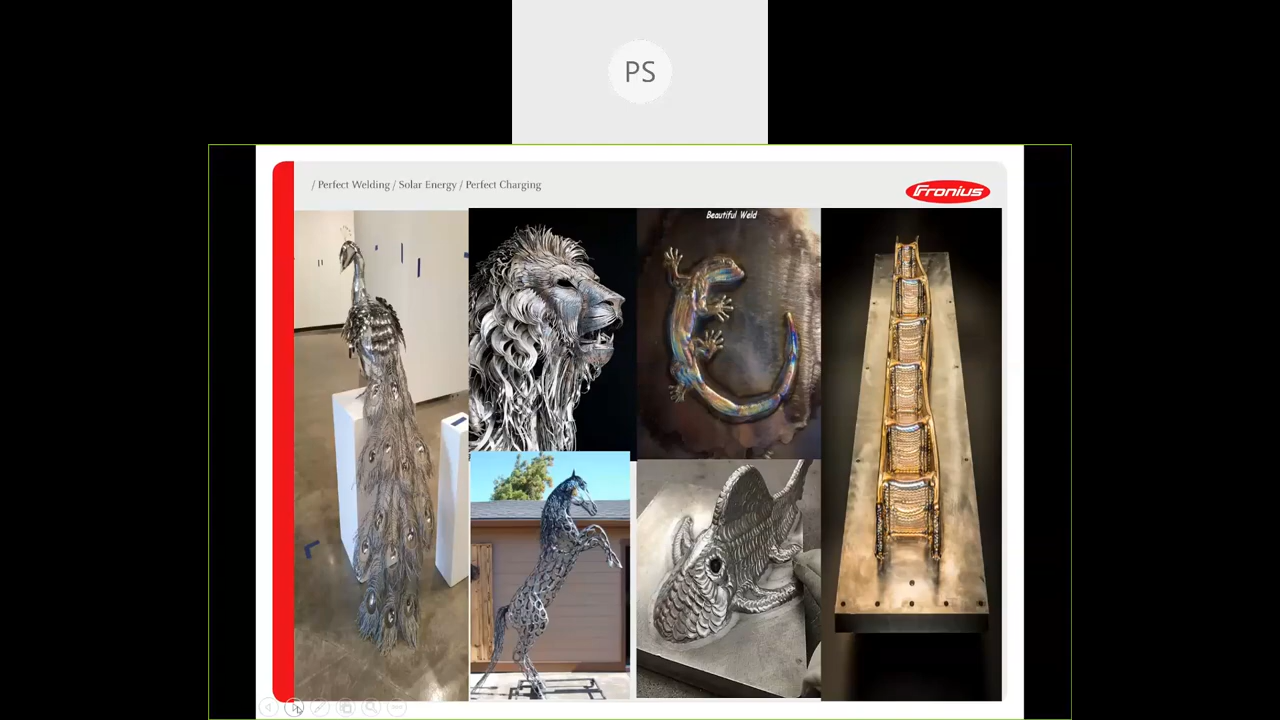 PS
/ Perfect Welding / Solar Energy / Perfect Charging
Fronius
Beautiful Weld